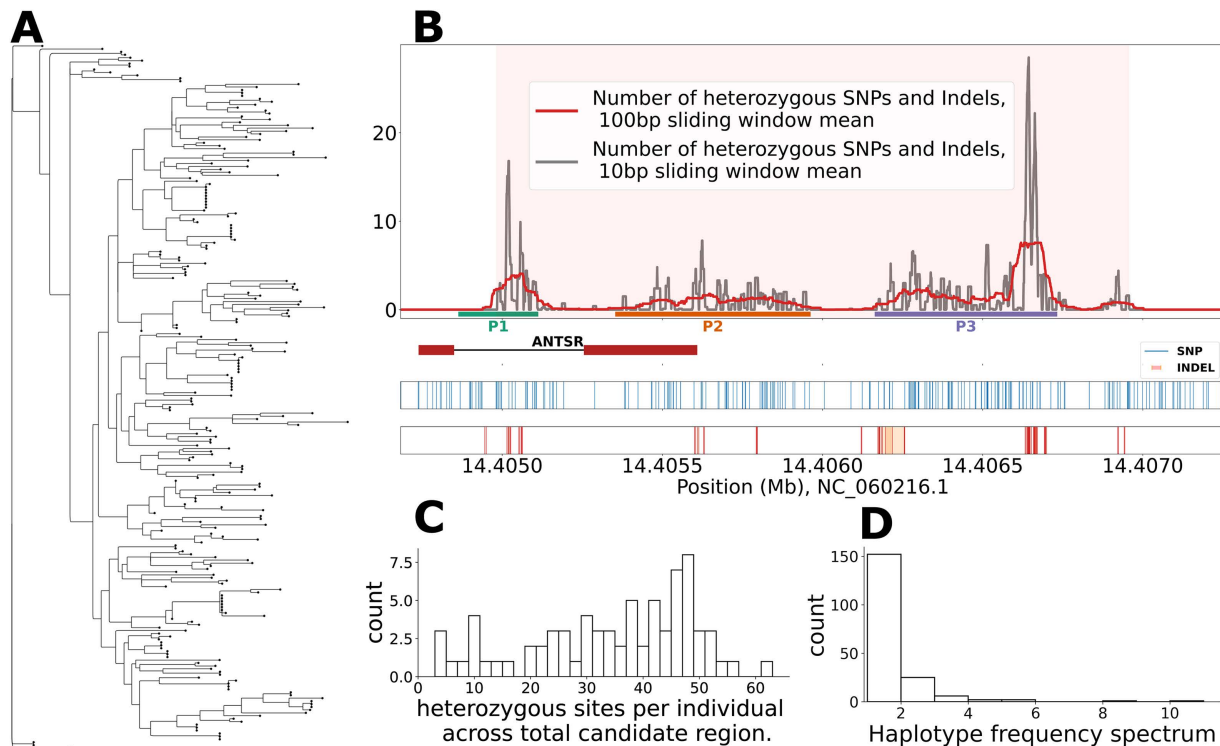 A
B
Number of heterozygous SNPs and Indels,
100bp sliding window mean
Number of heterozygous SNPs and Indels,
10bp sliding window mean
20
10
0
P1
P2
P3
ANTSR
SNP
INDEL
14.4050
14.4055
14.4060
14.4065
14.4070
Position (Mb), NC_060216.1
C
7.5
5.0
2.5
0.0
count
0
10
20
30
40
50
60
heterozygous sites per individual
across total candidate region.
D
150
100
50
0
count
2
4
6
8
10
Haplotype frequency spectrum